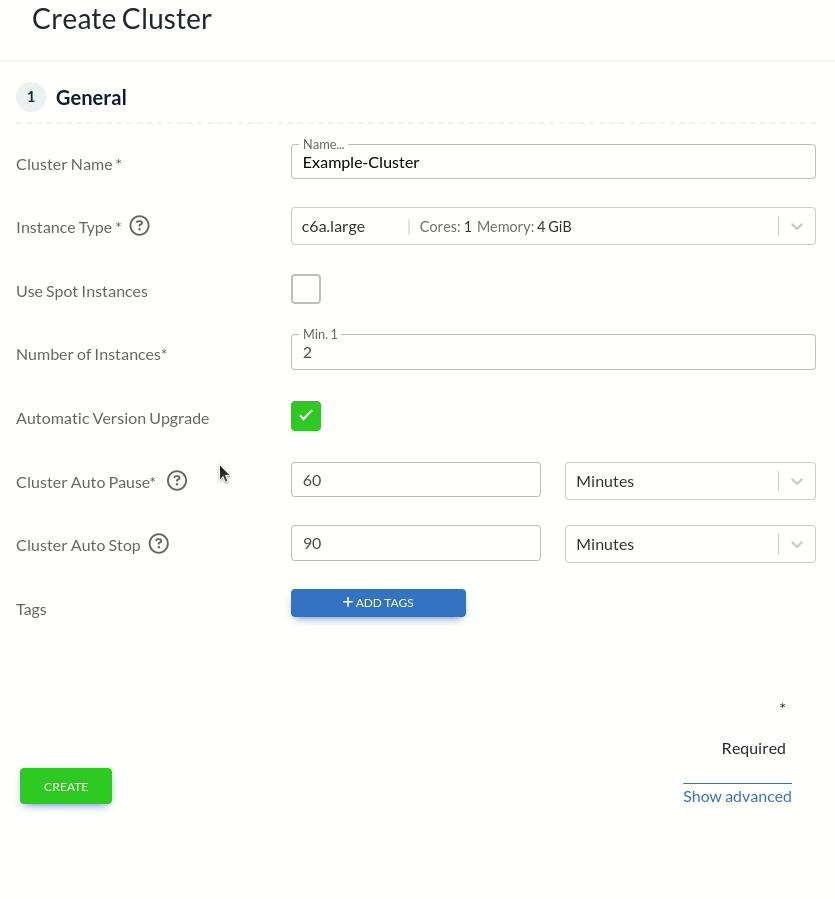 Create Cluster
1 General
Name...
Cluster Name * Example-Cluster
Instance Type * ? c6a.large | Cores: 1 Memory: 4 GiB
Use Spot Instances
Min. 1
Number of Instances* 2
Automatic Version Upgrade
Cluster Auto Pause* ? 60 Minutes
Cluster Auto Stop ? 90 Minutes
Tags + ADD TAGS
*
Required
CREATE Show advanced